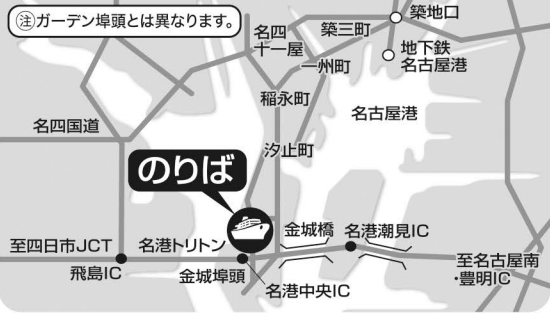 注ガーデン埠頭とは異なります。
築地口
築三町
名四
十一屋
地下鉄
名古屋港
一州町
稲永町
名古屋港
名四国道
汐止町
のりば
金城橋
名港潮見IC
至四日市JCT
名港トリトン
至名古屋南
・豊明IC
飛島IC
金城埠頭
名港中央IC